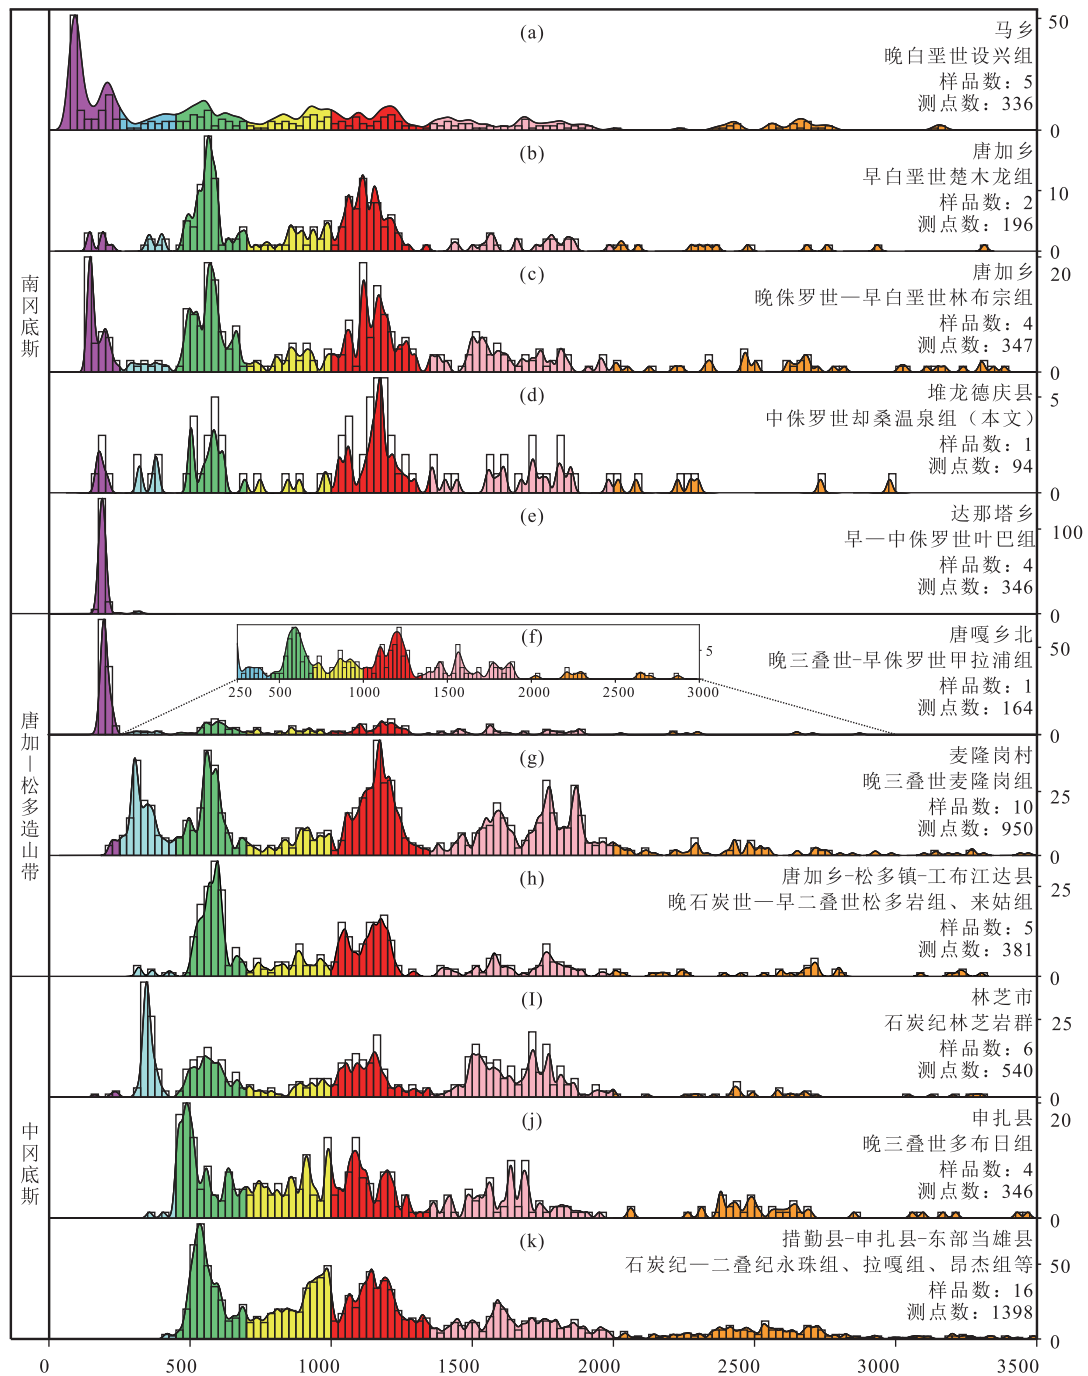 (a)
马乡
晚白垩世设兴组
样品数：5
测点数：336
50
0
(b)
唐加乡
早白垩世楚木龙组
样品数：2
测点数：196
10
0
(c)
唐加乡
晚侏罗世—早白垩世林布宗组
样品数：4
测点数：347
20
0
(d)
堆龙德庆县
中侏罗世却桑温泉组（本文）
样品数：1
测点数：94
5
0
(e)
达那塔乡
早—中侏罗世叶巴组
样品数：4
测点数：346
100
0
南冈底斯
(f)
唐嘎乡北
晚三叠世-早侏罗世甲拉浦组
样品数：1
测点数：164
50
0
5
250 500 1000 1500 2000 2500 3000
(g)
麦隆岗村
晚三叠世麦隆岗组
样品数：10
测点数：950
25
0
(h)
唐加乡-松多镇-工布江达县
晚石炭世—早二叠世松多岩组、来姑组
样品数：5
测点数：381
25
0
唐加—松多造山带
(I)
林芝市
石炭纪林芝岩群
样品数：6
测点数：540
25
0
(j)
申扎县
晚三叠世多布日组
样品数：4
测点数：346
20
0
(k)
措勤县-申扎县-东部当雄县
石炭纪—二叠纪永珠组、拉嘎组、昂杰组等
样品数：16
测点数：1398
50
0
中冈底斯
0 500 1000 1500 2000 2500 3000 3500